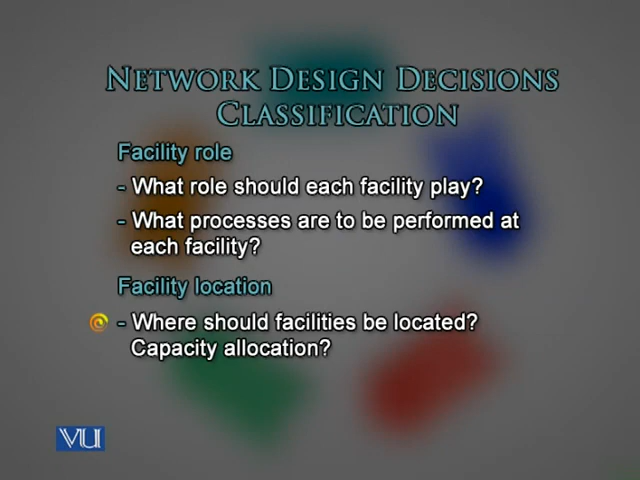 Network Design Decisions
Classification
Facility role
- What role should each facility play?
- What processes are to be performed at
each facility?
Facility location
- Where should facilities be located?
Capacity allocation?
VU